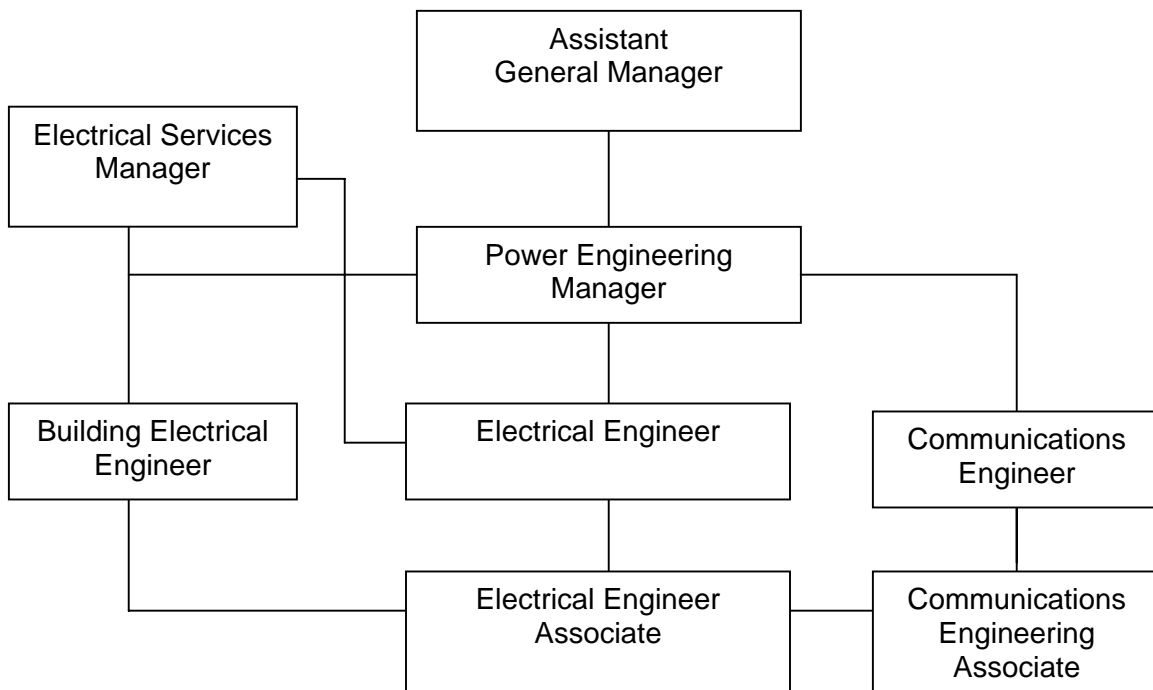 Assistant
General Manager
Electrical Services
Manager
Power Engineering
Manager
Building Electrical
Engineer
Electrical Engineer
Communications
Engineer
Electrical Engineer
Associate
Communications
Engineering
Associate